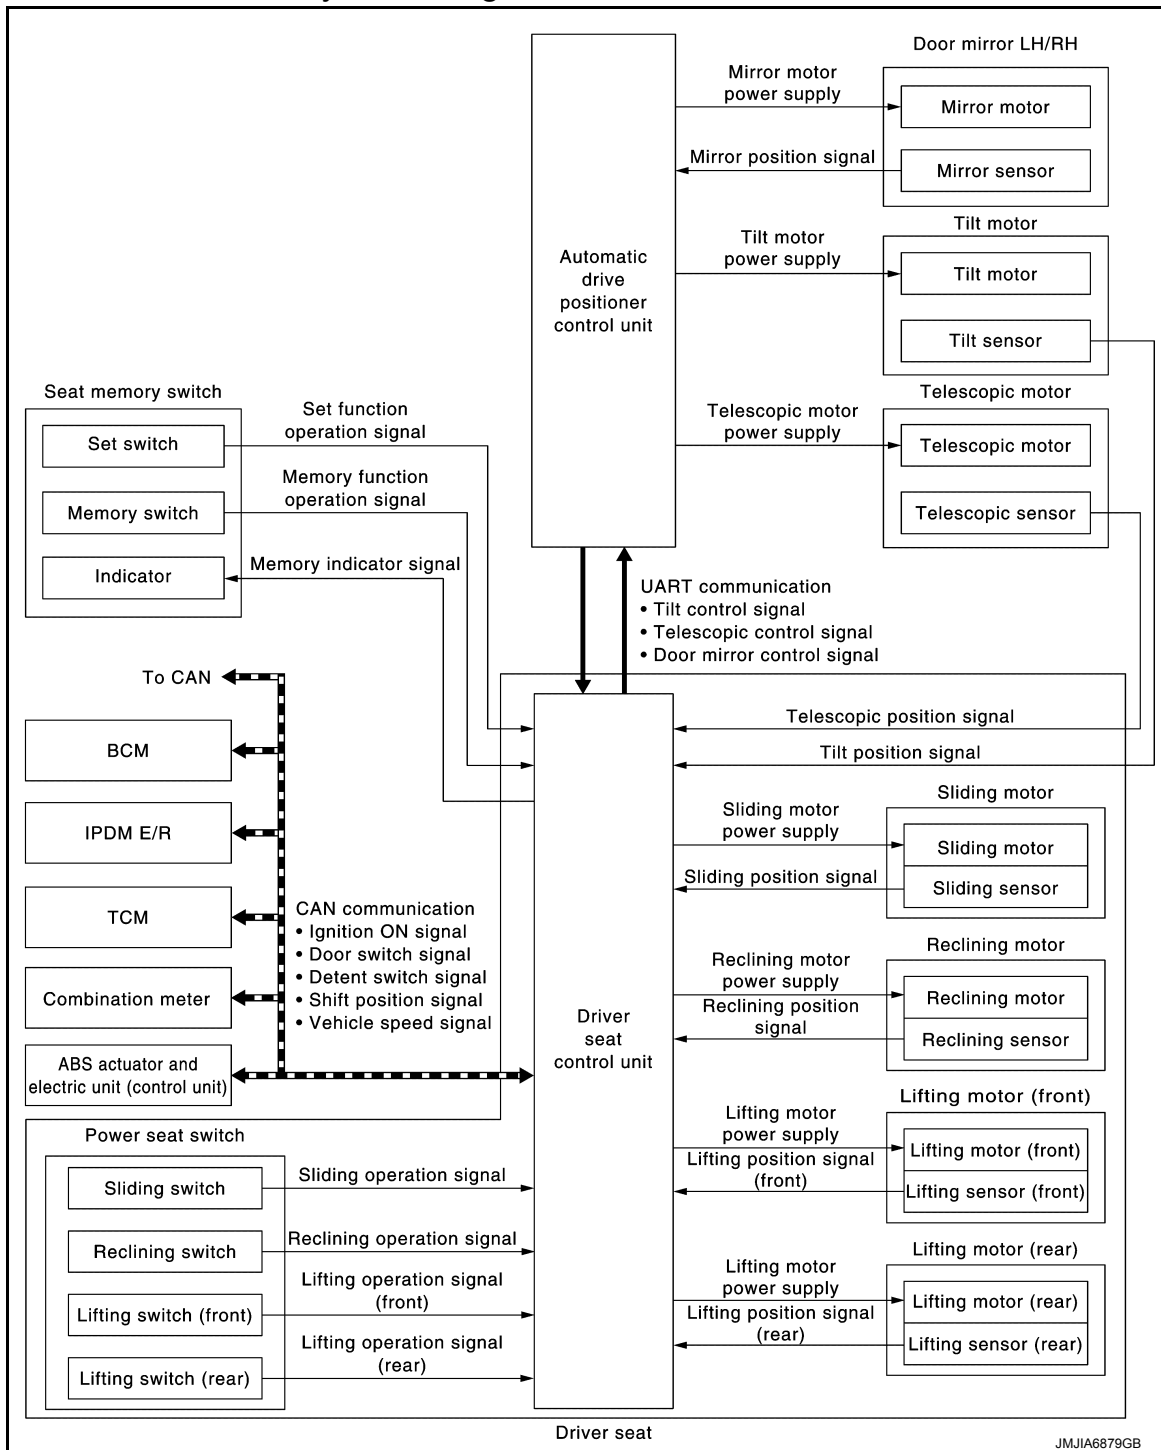 Door mirror LH/RH
Mirror motor
power supply
Mirror motor
Mirror position signal
Mirror sensor
Tilt motor
Tilt motor
power supply
Tilt motor
Automatic
drive
positioner
control unit
Tilt sensor
Seat memory switch
Telescopic motor
Set function
operation signal
Telescopic motor
power supply
Set switch
Telescopic motor
Memory function
operation signal
Memory switch
Telescopic sensor
Memory indicator signal
Indicator
UART communication
• Tilt control signal
• Telescopic control signal
• Door mirror control signal
To CAN
Telescopic position signal
BCM
Tilt position signal
Sliding motor
Sliding motor
power supply
IPDM E/R
Sliding motor
Sliding position signal
Sliding sensor
TCM
CAN communication
• Ignition ON signal
• Door switch signal
• Detent switch signal
• Shift position signal
• Vehicle speed signal
Reclining motor
Reclining motor
power supply
Combination meter
Reclining motor
Reclining position
signal
Reclining sensor
Driver
seat
control unit
ABS actuator and
electric unit (control unit)
Lifting motor (front)
Lifting motor
power supply
Power seat switch
Lifting motor (front)
Lifting position signal
(front)
Sliding operation signal
Sliding switch
Lifting sensor (front)
Reclining operation signal
Reclining switch
Lifting motor (rear)
Lifting motor
power supply
Lifting operation signal
(front)
Lifting motor (rear)
Lifting switch (front)
Lifting position signal
(rear)
Lifting operation signal
(rear)
Lifting sensor (rear)
Lifting switch (rear)
Driver seat
JMJIA6879GB